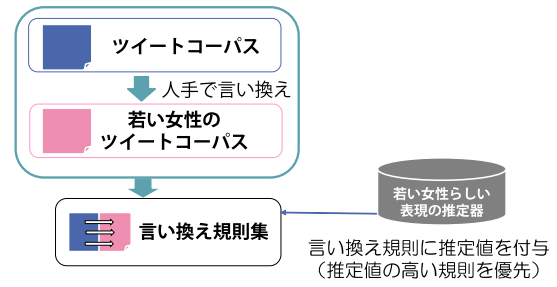 ツイートコーパス
人手で言い換え
若い女性の
ツイートコーパス
若い女性らしい
表現の推定器
言い換え規則集
言い換え規則に推定値を付与
（推定値の高い規則を優先）